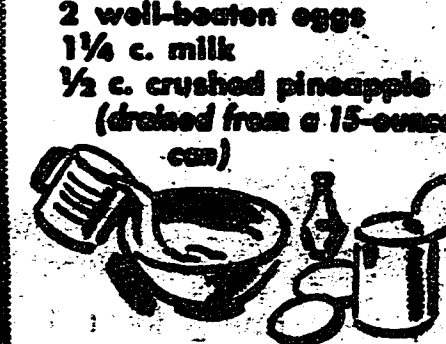 2 well-beaten eggs
1¼ c. milk
½ c. crushed pineapple
(drained from a 15-ounce
can)